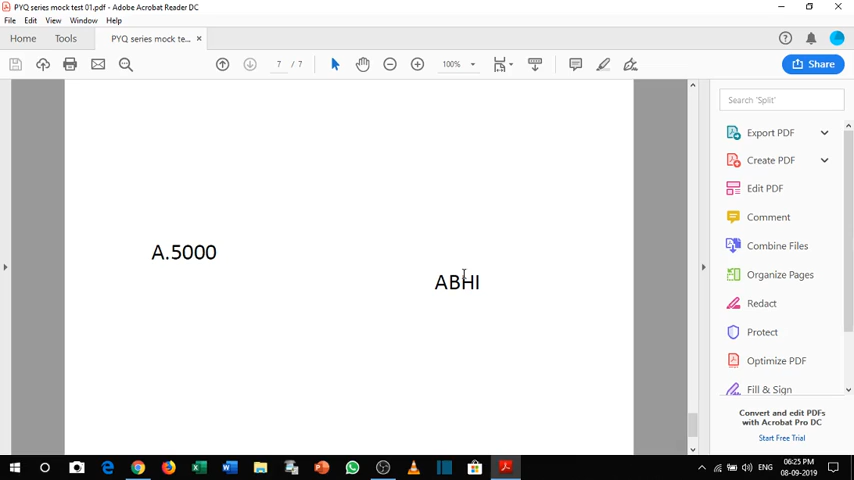 PYQ series mock test 01.pdf - Adobe Acrobat Reader DC
File Edit View Window Help
Home Tools PYQ series mock te... ×
7 / 7 100% Share
Search 'Split'
Export PDF
Create PDF
Edit PDF
Comment
Combine Files
Organize Pages
Redact
Protect
Optimize PDF
Fill & Sign
Convert and edit PDFs
with Acrobat Pro DC
Start Free Trial
A.5000
ABHI
ENG 06:25 PM
08-09-2019